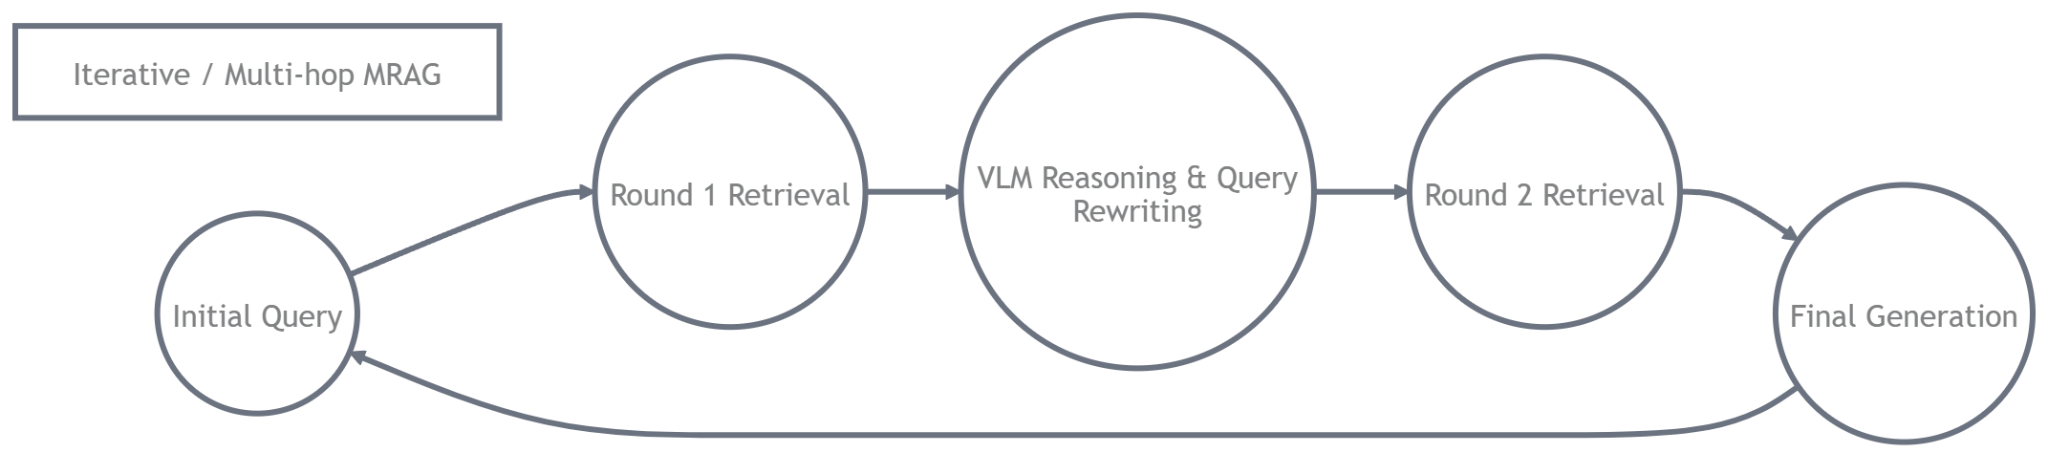 Iterative / Multi-hop MRAG
Initial Query
Round 1 Retrieval
VLM Reasoning & Query
Rewriting
Round 2 Retrieval
Final Generation